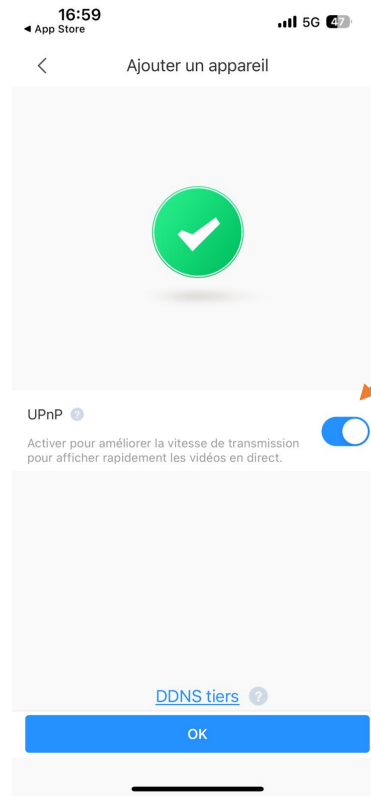 16:59
◀ App Store
5G 47
Ajouter un appareil
UPnP ?
Activer pour améliorer la vitesse de transmission
pour afficher rapidement les vidéos en direct.
DDNS tiers ?
OK